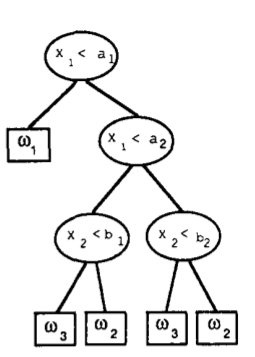 x₁ < a₁
ω₁
x₁ < a₂
x₂ < b₁
x₂ < b₂
ω₃
ω₂
ω₃
ω₂